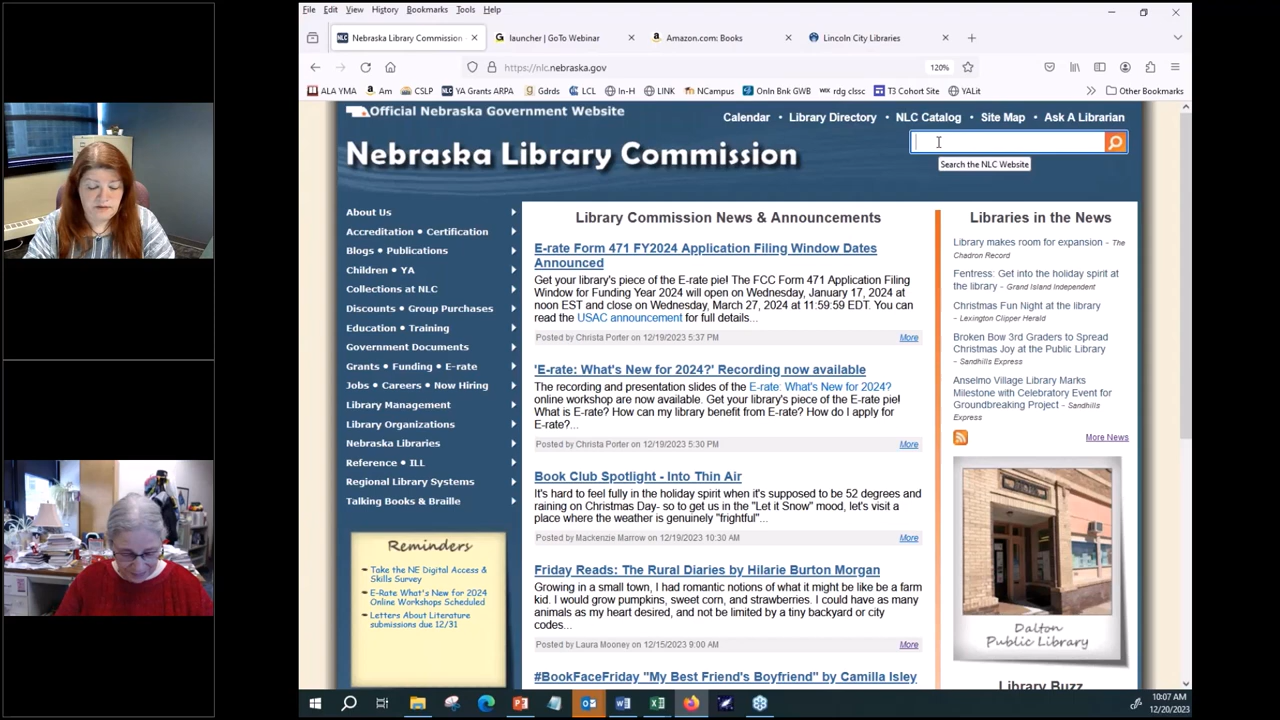 File Edit View History Bookmarks Tools Help
Nebraska Library Commission - launcher | GoTo Webinar Amazon.com: Books Lincoln City Libraries
https://nlc.nebraska.gov 120%
ALA YMA Am CSLP YA Grants ARPA Gdrds LCL In-H LINK NCampus OnIn Bnk GWB rdg clssc T3 Cohort Site YALit Other Bookmarks
Official Nebraska Government Website
Calendar • Library Directory • NLC Catalog • Site Map • Ask A Librarian
Nebraska Library Commission
Search the NLC Website
About Us
Accreditation • Certification
Blogs • Publications
Children • YA
Collections at NLC
Discounts • Group Purchases
Education • Training
Government Documents
Grants • Funding • E-rate
Jobs • Careers • Now Hiring
Library Management
Library Organizations
Nebraska Libraries
Reference • ILL
Regional Library Systems
Talking Books & Braille
Reminders
Take the NE Digital Access &
Skills Survey
E-Rate What's New for 2024
Online Workshops Scheduled
Letters About Literature
submissions due 12/31
Library Commission News & Announcements
E-rate Form 471 FY2024 Application Filing Window Dates
Announced
Get your library's piece of the E-rate pie! The FCC Form 471 Application Filing
Window for Funding Year 2024 will open on Wednesday, January 17, 2024 at
noon EST and close on Wednesday, March 27, 2024 at 11:59:59 EDT. You can
read the USAC announcement for full details...
Posted by Christa Porter on 12/19/2023 5:37 PM More
'E-rate: What's New for 2024?' Recording now available
The recording and presentation slides of the E-rate: What's New for 2024?
online workshop are now available. Get your library's piece of the E-rate pie!
What is E-rate? How can my library benefit from E-rate? How do I apply for
E-rate?...
Posted by Christa Porter on 12/19/2023 5:30 PM More
Book Club Spotlight - Into Thin Air
It's hard to feel fully in the holiday spirit when it's supposed to be 52 degrees and
raining on Christmas Day- so to get us in the "Let it Snow" mood, let's visit a
place where the weather is genuinely "frightful"...
Posted by Mackenzie Marrow on 12/19/2023 10:30 AM More
Friday Reads: The Rural Diaries by Hilarie Burton Morgan
Growing in a small town, I had romantic notions of what it might be like be a farm
kid. I would grow pumpkins, sweet corn, and strawberries. I could have as many
animals as my heart desired, and not be limited by a tiny backyard or city
codes...
Posted by Laura Mooney on 12/15/2023 9:00 AM More
#BookFaceFriday "My Best Friend's Boyfriend" by Camilla Isley
Libraries in the News
Library makes room for expansion - The
Chadron Record
Fentress: Get into the holiday spirit at
the library - Grand Island Independent
Christmas Fun Night at the library
- Lexington Clipper Herald
Broken Bow 3rd Graders to Spread
Christmas Joy at the Public Library
- Sandhills Express
Anselmo Village Library Marks
Milestone with Celebratory Event for
Groundbreaking Project - Sandhills
Express
More News
Dalton
Public Library
Library Buzz
10:07 AM
12/20/2023